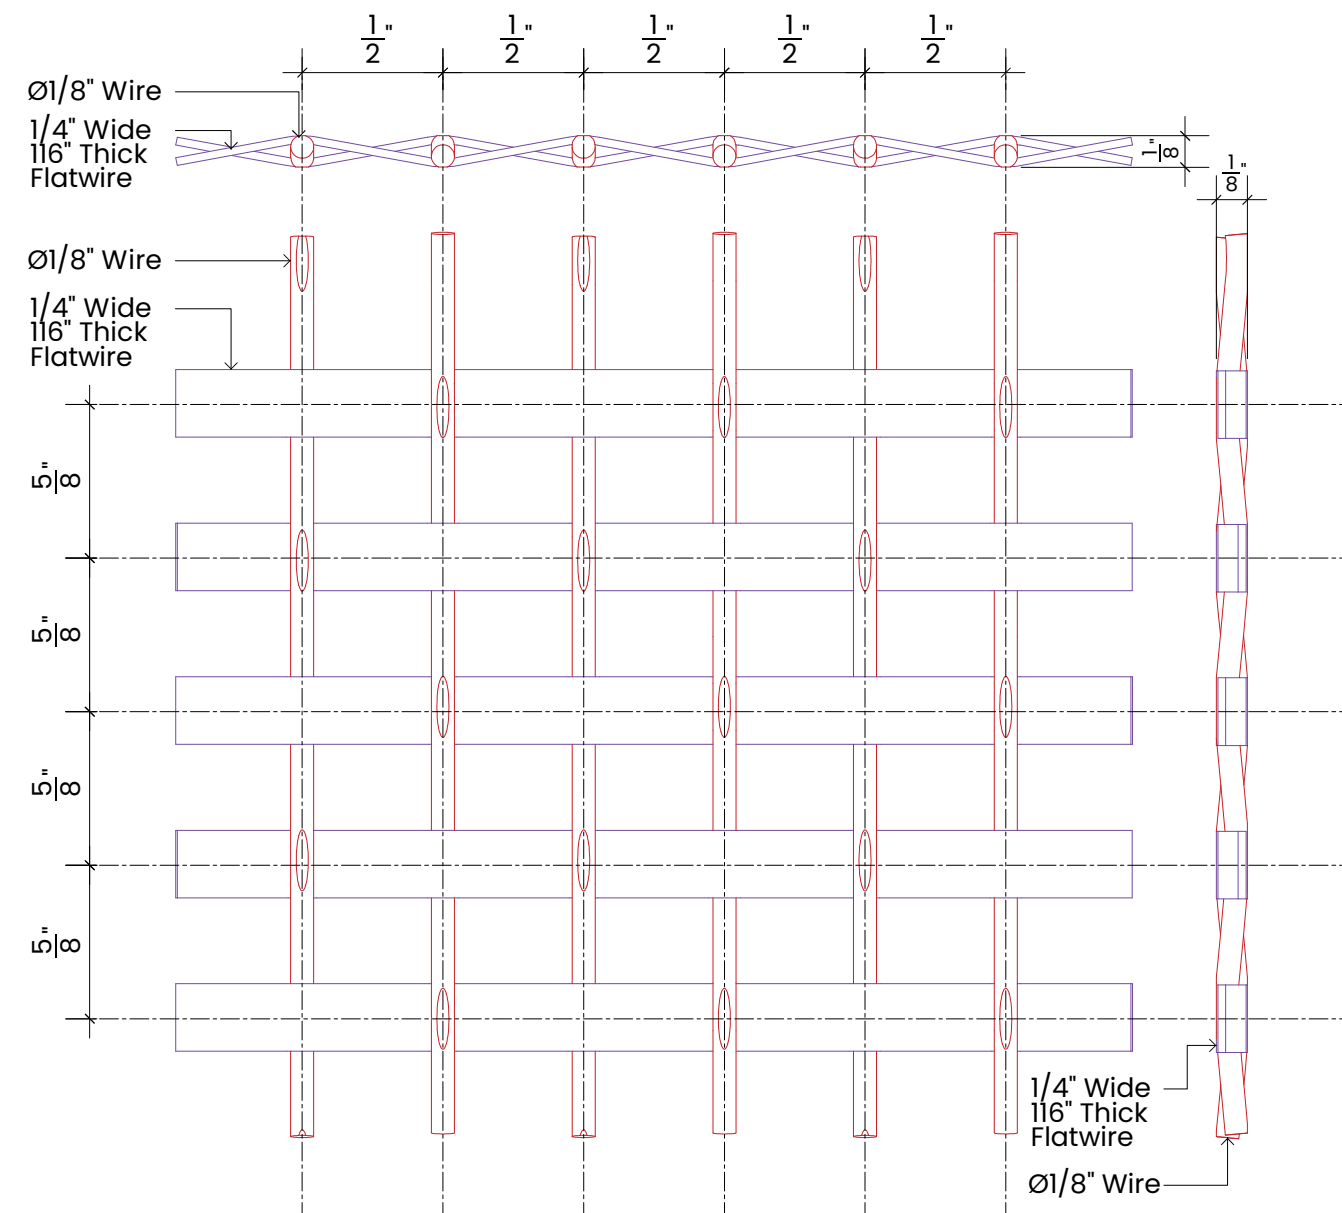 1/2" 1/2" 1/2" 1/2" 1/2"
Ø1/8" Wire
1/4" Wide
116" Thick
Flatwire
1/8"
1/8"
Ø1/8" Wire
1/4" Wide
116" Thick
Flatwire
5/8"
5/8"
5/8"
5/8"
1/4" Wide
116" Thick
Flatwire
Ø1/8" Wire